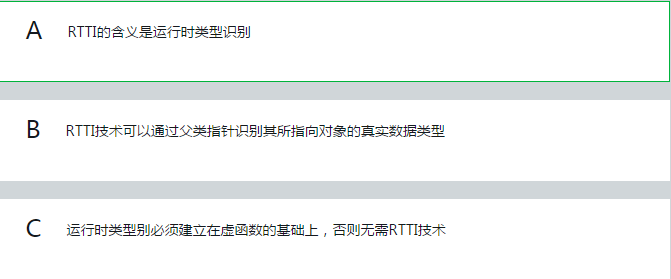 A RTTI的含义是运行时类型识别
B RTTI技术可以通过父类指针识别其所指向对象的真实数据类型
C 运行时类型别必须建立在虚函数的基础上，否则无需RTTI技术